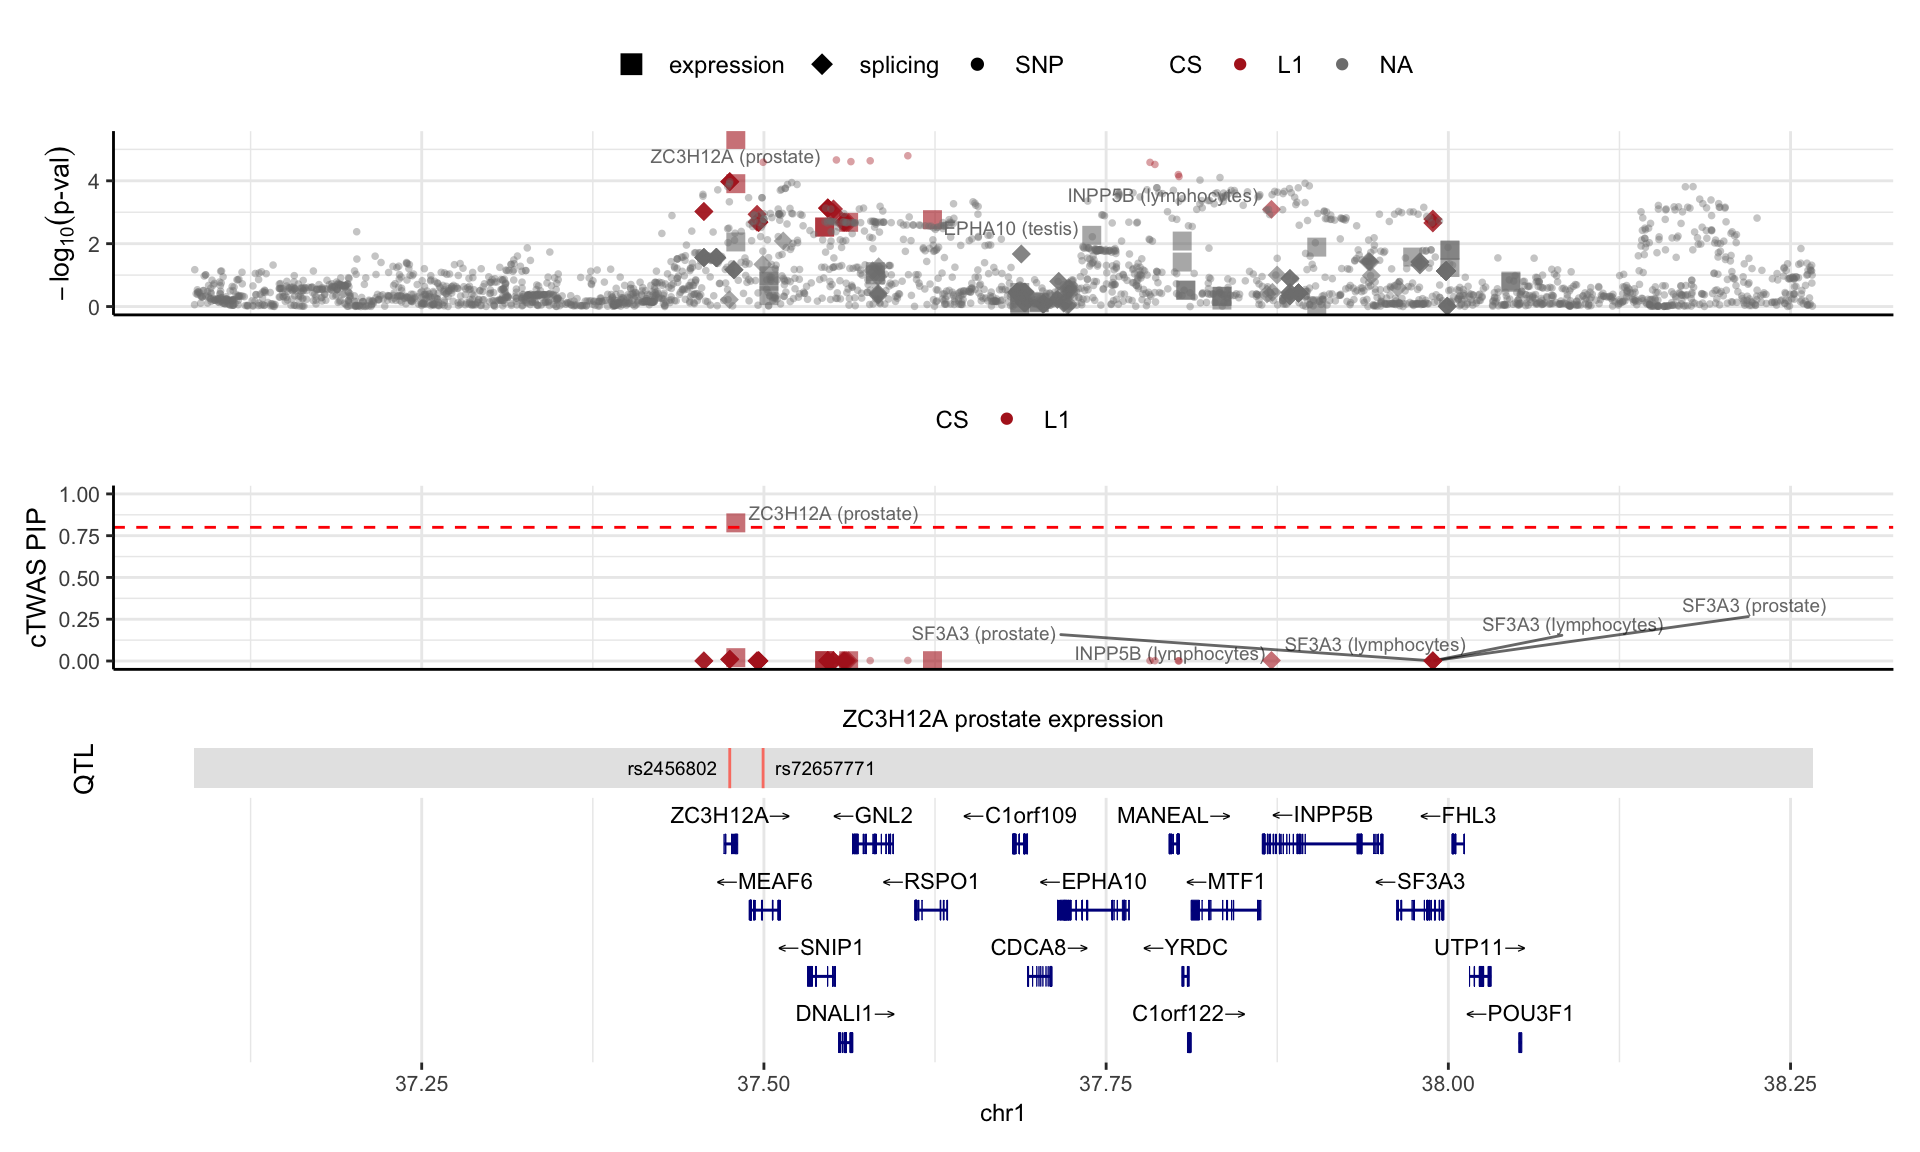 expression splicing SNP CS L1 NA
−log10(p-val)
4
2
0
ZC3H12A (prostate)
INPP5B (lymphocytes)
EPHA10 (testis)
CS L1
cTWAS PIP
1.00
0.75
0.50
0.25
0.00
ZC3H12A (prostate)
SF3A3 (prostate)
SF3A3 (lymphocytes)
SF3A3 (prostate)
SF3A3 (lymphocytes)
INPP5B (lymphocytes)
ZC3H12A prostate expression
QTL
rs2456802 rs72657771
ZC3H12A→ ←GNL2 ←C1orf109 MANEAL→ ←INPP5B ←FHL3
←MEAF6 ←RSPO1 ←EPHA10 ←MTF1 ←SF3A3
←SNIP1 CDCA8→ ←YRDC UTP11→
DNALI1→ C1orf122→ ←POU3F1
37.25 37.50 37.75 38.00 38.25
chr1